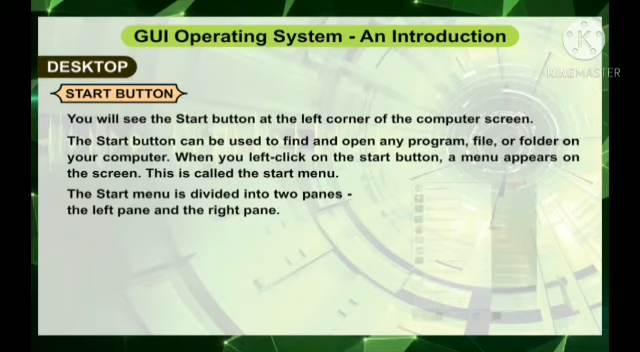 GUI Operating System - An Introduction
KINEMASTER
DESKTOP
START BUTTON
You will see the Start button at the left corner of the computer screen.
The Start button can be used to find and open any program, file, or folder on
your computer. When you left-click on the start button, a menu appears on
the screen. This is called the start menu.
The Start menu is divided into two panes -
the left pane and the right pane.